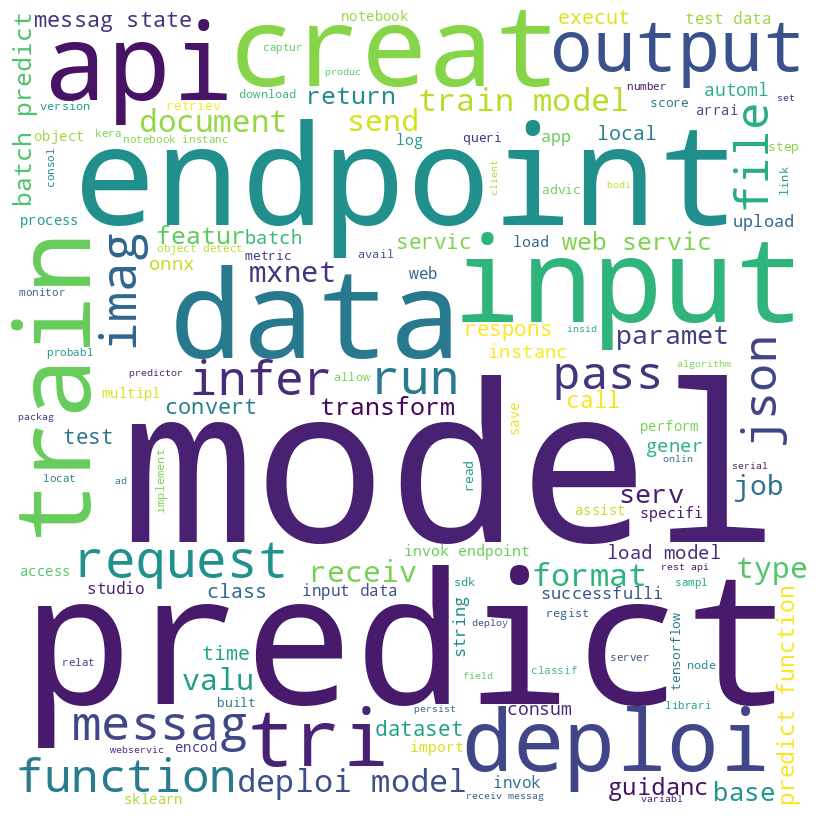 messag state
notebook
execut
test data
api
creat
output
captur
produc
number
set
batch predict
version
retriev
download
return
train model
score
automl
arrai
document
send
file
object
kera
notebook instanc
log
queri
app
local
step
consol
endpoint
client
advic
bodi
link
process
upload
train
imag
featur
batch
servic
load
web servic
object detect
metric
avail
onnx
mxnet
web
data
input
monitor
respons
insid
paramet
instanc
probabl
predictor
infer
allow
run
pass
algorithm
json
multipl
packag
convert
transform
save
call
test
model
perform
gener
onlin
serial
locat
ad
implement
read
assist
serv
specifi
job
request
receiv
invok endpoint
load model
rest api
format
type
access
studio
class
input data
string
sdk
successfulli
sampl
deploy
regist
predict
time
relat
valu
built
field
classif
server
tensorflow
node
predict function
persist
librari
messag
tri
dataset
consum
webservic
encod
import
deploi
function
deploi model
invok
receiv messag
guidanc
variabl
base
sklearn